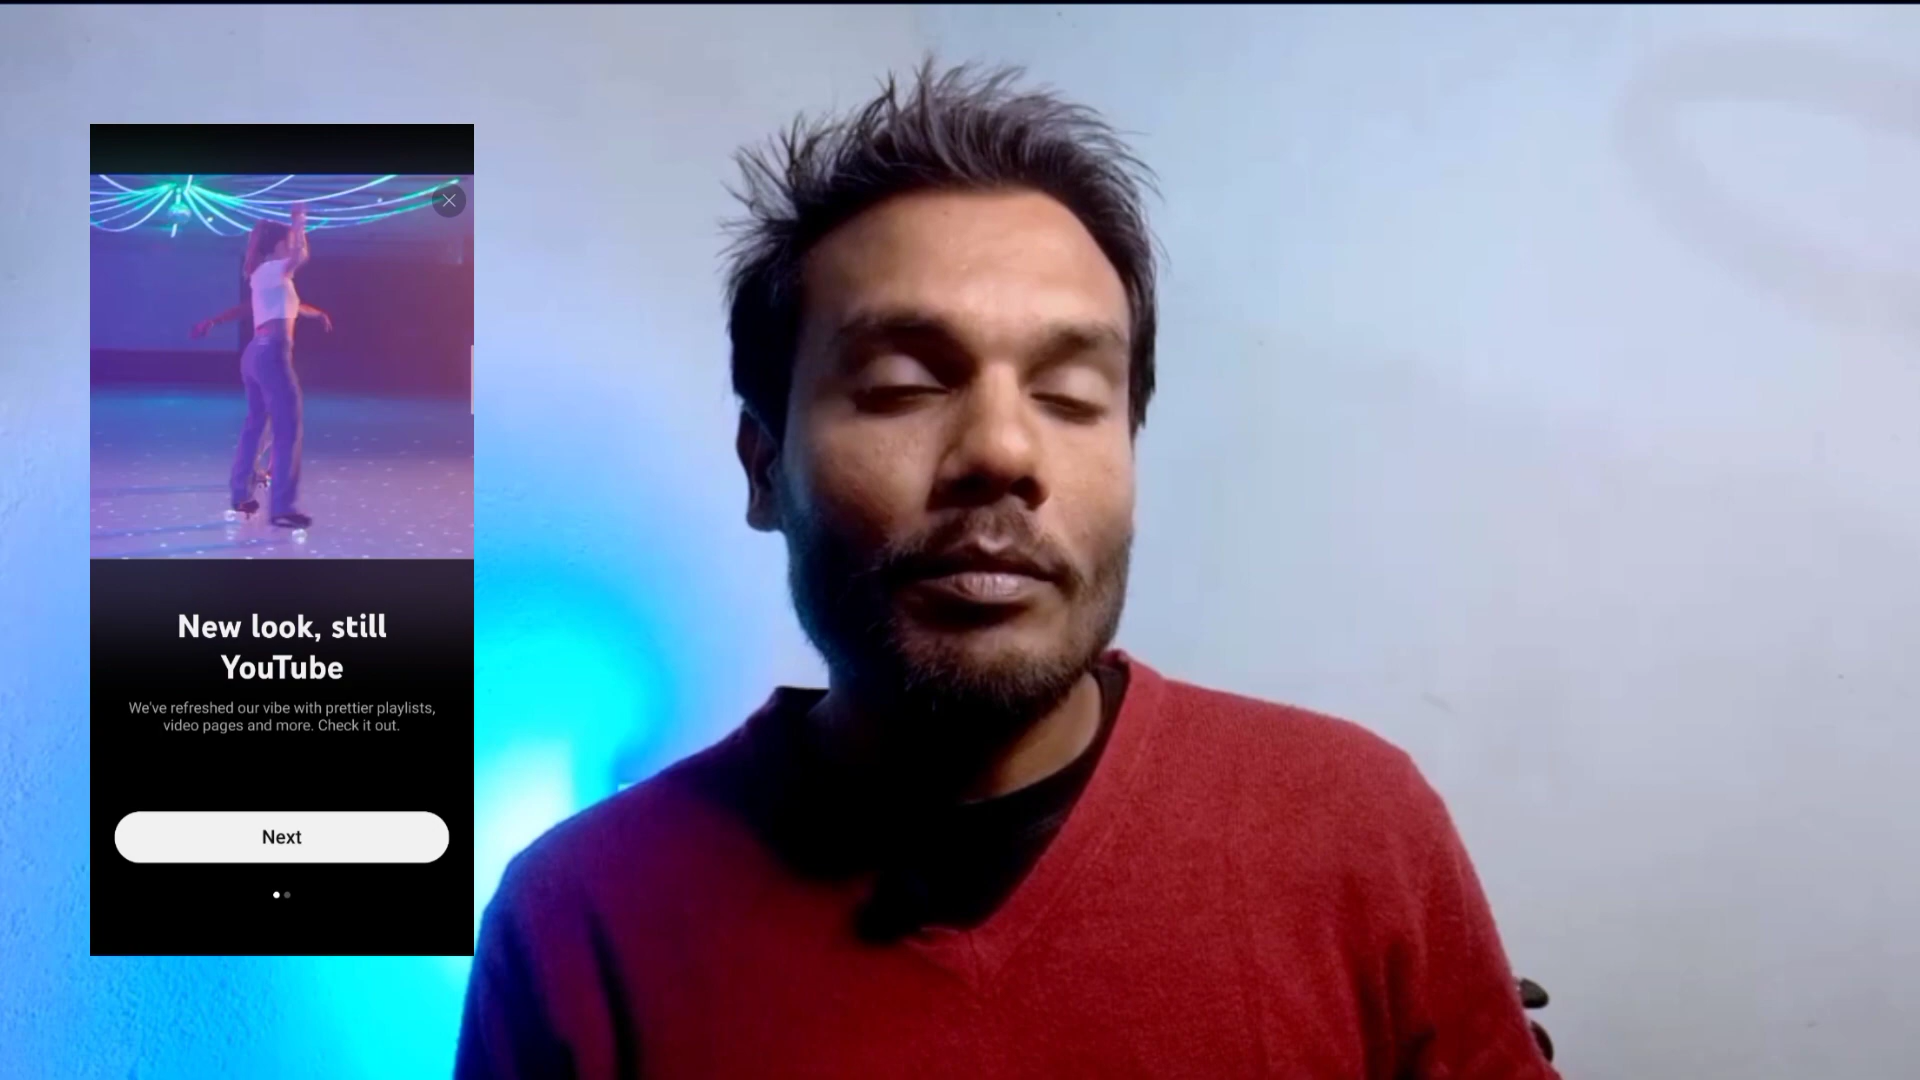 New look, still
YouTube
We've refreshed our vibe with prettier playlists,
video pages and more. Check it out.
Next